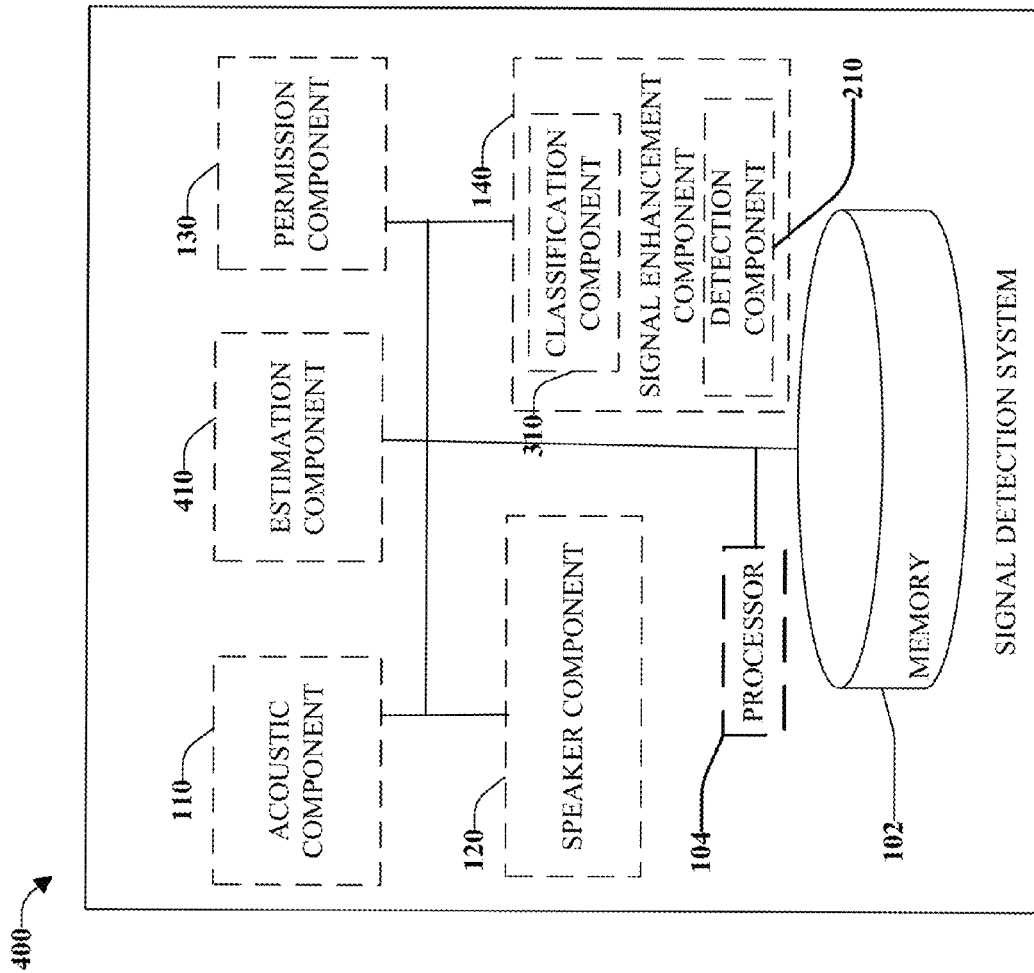 400
110
ACOUSTIC
COMPONENT
410
ESTIMATION
COMPONENT
130
PERMISSION
COMPONENT
120
SPEAKER COMPONENT
140
310
CLASSIFICATION
COMPONENT
SIGNAL ENHANCEMENT
COMPONENT
DETECTION
COMPONENT
210
104
PROCESSOR
102
MEMORY
SIGNAL DETECTION SYSTEM